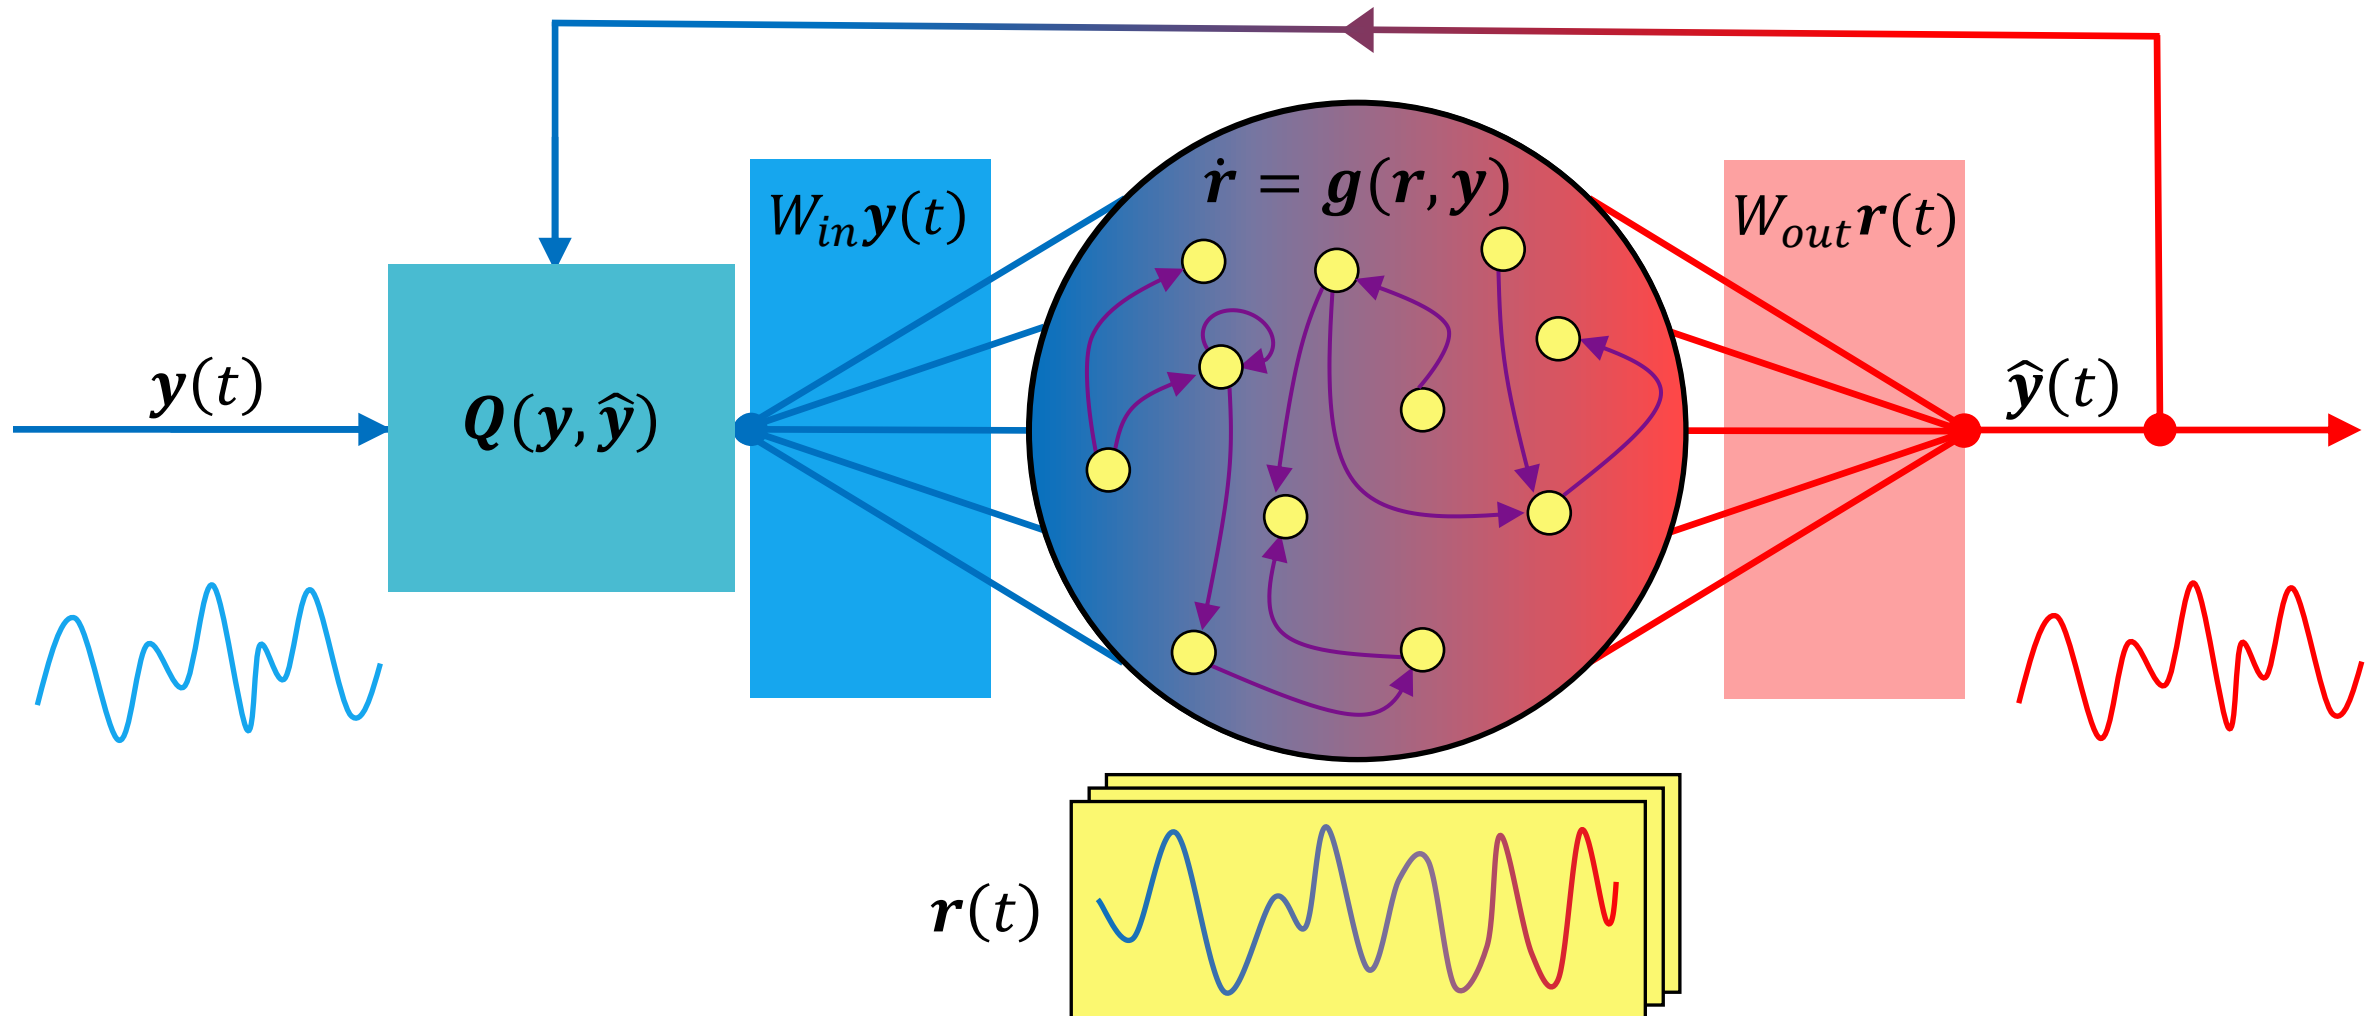 y(t)
Q(y, ŷ)
W_in y(t)
ṙ = g(r, y)
W_out r(t)
ŷ(t)
r(t)